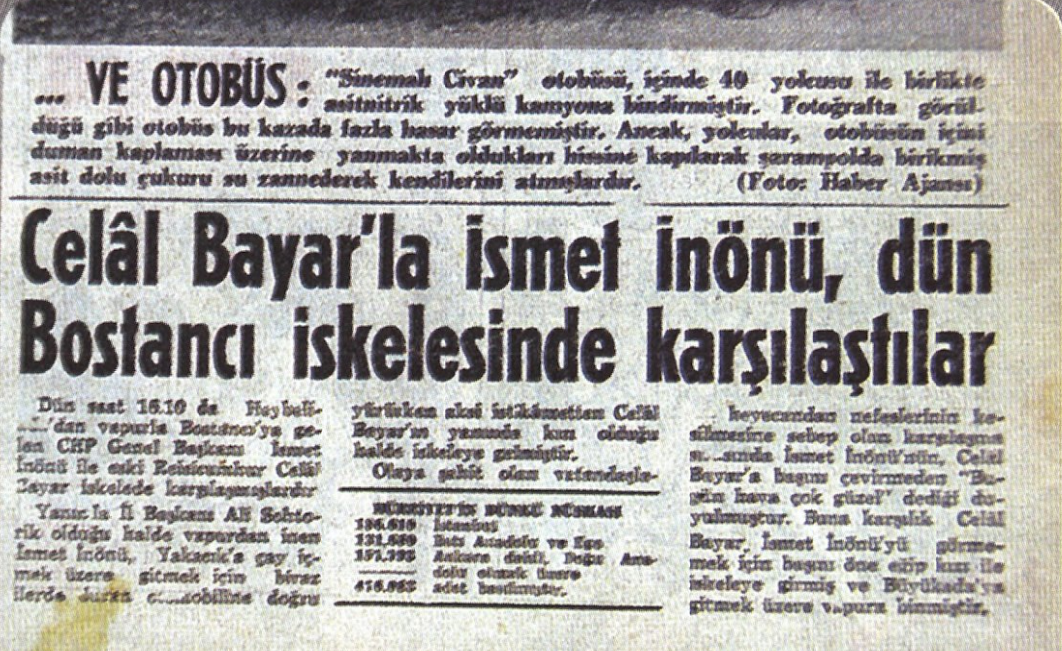 ... VE OTOBÜS : "Sinemalı Civan" otobüsü, içinde 40 yolcusu ile birlikte
asitnitrik yüklü kamyona bindirmiştir. Fotoğrafta görül-
düğü gibi otobüs bu kazada fazla hasar görmemiştir. Ancak, yolcular, otobüsün içini
duman kaplaması üzerine yanmakta oldukları hissine kapılarak şarampolda birikmiş
asit dolu çukuru su zannederek kendilerini atmışlardır. (Foto: Haber Ajansı)
Celâl Bayar'la İsmet İnönü, dün
Bostancı iskelesinde karşılaştılar
Dün saat 16.10 da Heybeli-
'dan vapurla Bostancı'ya ge-
len CHP Genel Başkanı İsmet
İnönü ile eski Reisicumhur Celâl
Bayar iskelede karşılaşmışlardır
Yanında İl Başkanı Ali Sohto-
rik olduğu halde vapurdan inen
İsmet İnönü, Yakacık'a çay iç-
mek üzere gitmek için biraz
ilerde duran otomobiline doğru
yürürken aksi istikâmetten Celâl
Bayar'ın yanında kızı olduğu
halde iskeleye gelmiştir.
Olaya şahit olan vatandaşla-
HÜRRİYET'İN DÜNKÜ NÜSHASI
İstanbul
Batı Anadolu ve Ege
Ankara dahil, Doğu Ana-
dolu olmak üzere
adet basılmıştır.
heyecandan nefeslerinin ke-
silmesine sebep olan karşılaşma
sırasında İsmet İnönü'nün, Celâl
Bayar'a başını çevirmeden "Bu-
gün hava çok güzel" dediği du-
yulmuştur. Buna karşılık Celâl
Bayar, İsmet İnönü'yü görme-
mek için başını öne eğip kızı ile
iskeleye girmiş ve Büyükada'ya
gitmek üzere vapura binmiştir.